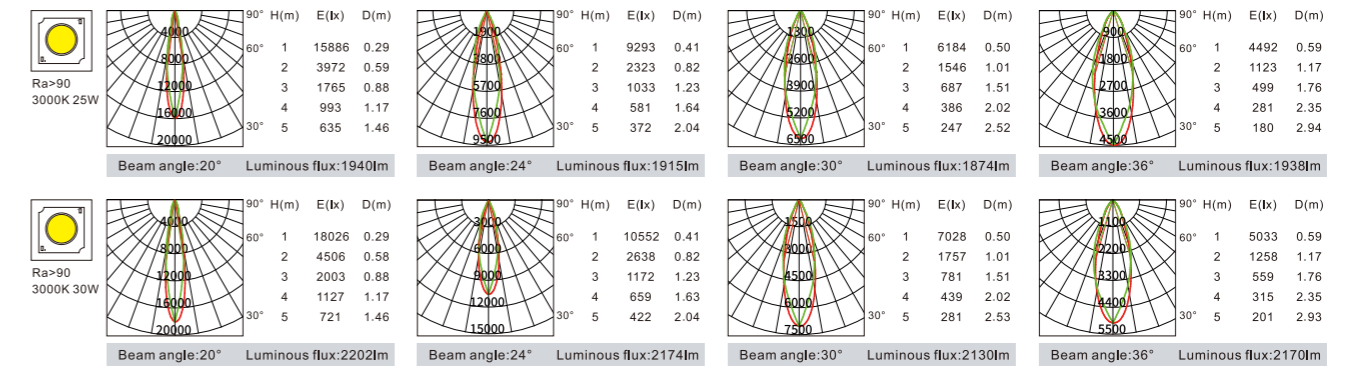 Ra>90
3000K 25W
4000
8000
12000
16000
20000
90° H(m) E(lx) D(m)
60° 1 15886 0.29
2 3972 0.59
3 1765 0.88
4 993 1.17
30° 5 635 1.46
Beam angle:20° Luminous flux:1940lm
1900
3800
5700
7600
9500
90° H(m) E(lx) D(m)
60° 1 9293 0.41
2 2323 0.82
3 1033 1.23
4 581 1.64
30° 5 372 2.04
Beam angle:24° Luminous flux:1915lm
1300
2600
3900
5200
6500
90° H(m) E(lx) D(m)
60° 1 6184 0.50
2 1546 1.01
3 687 1.51
4 386 2.02
30° 5 247 2.52
Beam angle:30° Luminous flux:1874lm
900
1800
2700
3600
4500
90° H(m) E(lx) D(m)
60° 1 4492 0.59
2 1123 1.17
3 499 1.76
4 281 2.35
30° 5 180 2.94
Beam angle:36° Luminous flux:1938lm
Ra>90
3000K 30W
4000
8000
12000
16000
20000
90° H(m) E(lx) D(m)
60° 1 18026 0.29
2 4506 0.58
3 2003 0.88
4 1127 1.17
30° 5 721 1.46
Beam angle:20° Luminous flux:2202lm
3000
6000
9000
12000
15000
90° H(m) E(lx) D(m)
60° 1 10552 0.41
2 2638 0.82
3 1172 1.23
4 659 1.63
30° 5 422 2.04
Beam angle:24° Luminous flux:2174lm
1500
3000
4500
6000
7500
90° H(m) E(lx) D(m)
60° 1 7028 0.50
2 1757 1.01
3 781 1.51
4 439 2.02
30° 5 281 2.53
Beam angle:30° Luminous flux:2130lm
1100
2200
3300
4400
5500
90° H(m) E(lx) D(m)
60° 1 5033 0.59
2 1258 1.17
3 559 1.76
4 315 2.35
30° 5 201 2.93
Beam angle:36° Luminous flux:2170lm